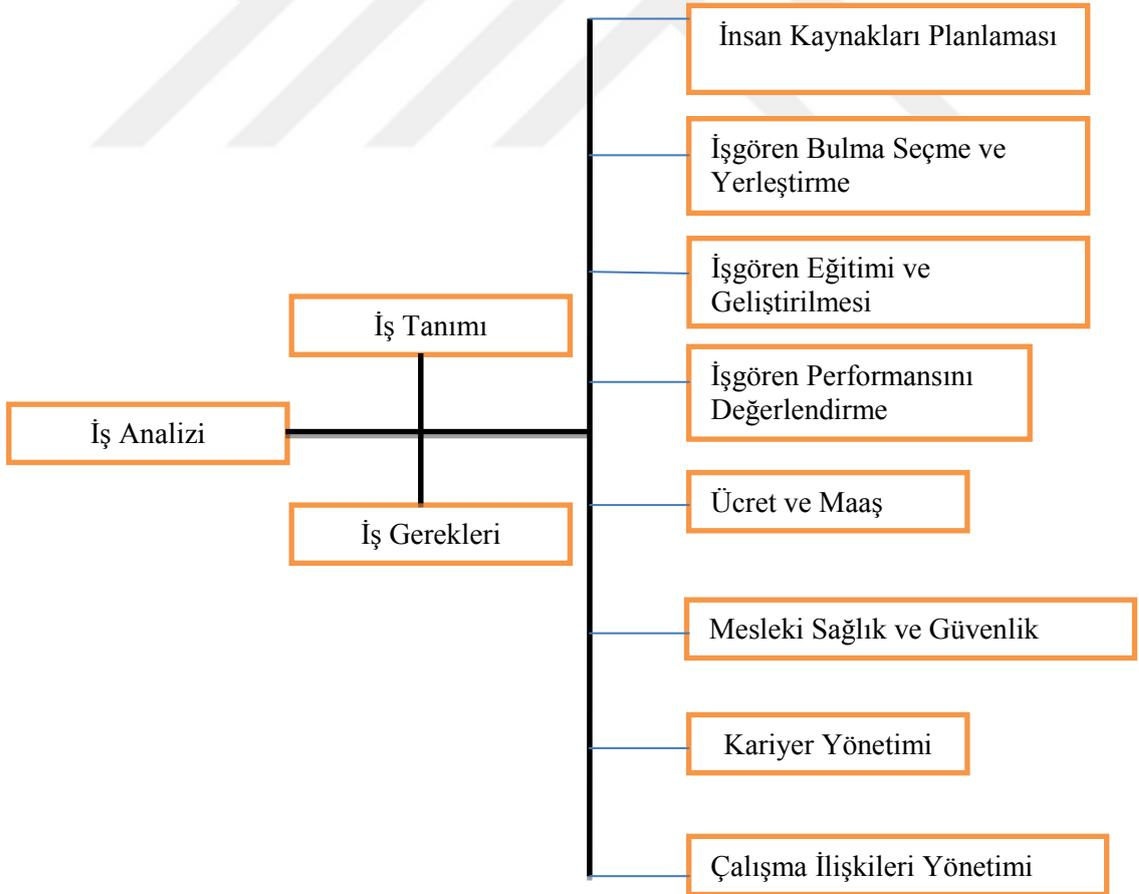 İnsan Kaynakları Planlaması
İşgören Bulma Seçme ve
Yerleştirme
İşgören Eğitimi ve
Geliştirilmesi
İş Tanımı
İşgören Performansını
Değerlendirme
İş Analizi
Ücret ve Maaş
İş Gerekleri
Mesleki Sağlık ve Güvenlik
Kariyer Yönetimi
Çalışma İlişkileri Yönetimi